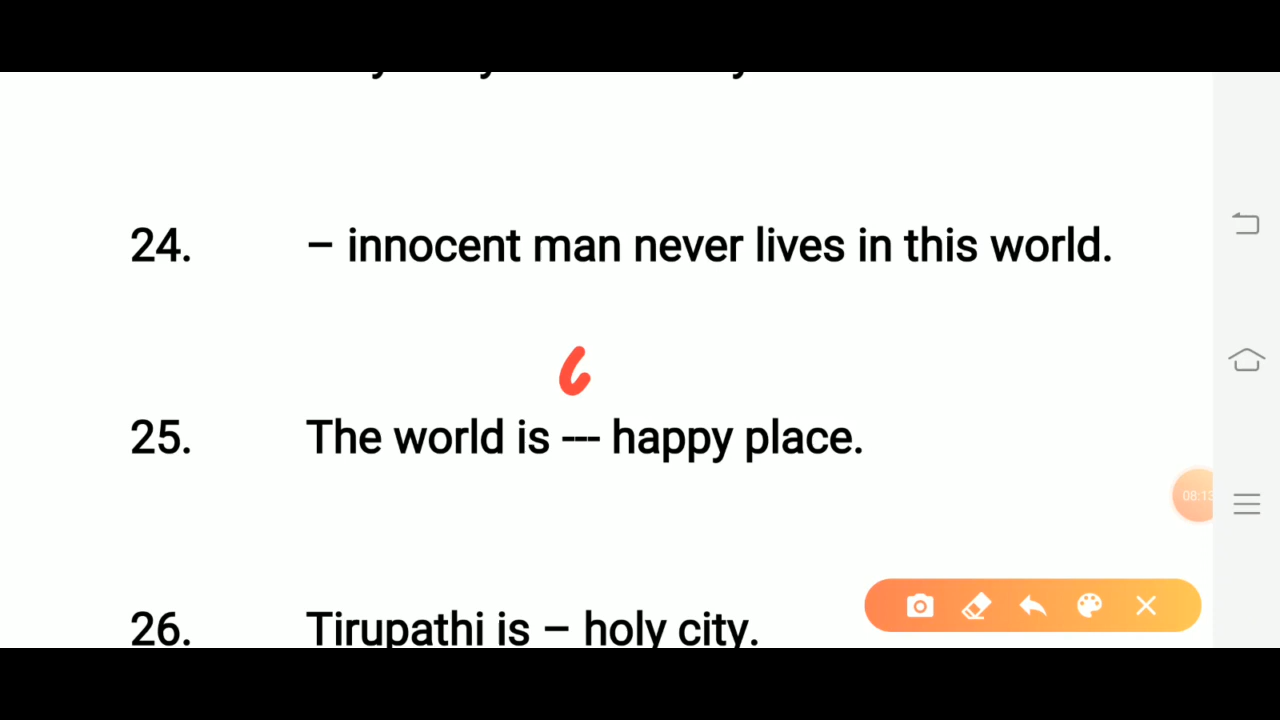 24. – innocent man never lives in this world.
25. The world is --- happy place.
26. Tirupathi is – holy city.